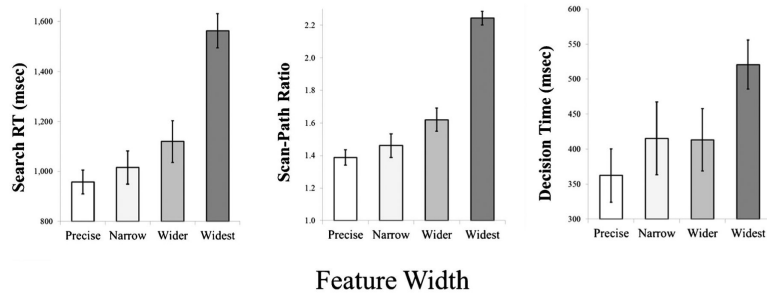 Search RT (msec)
1,600
1,400
1,200
1,000
800
Precise Narrow Wider Widest
Scan-Path Ratio
2.2
2.0
1.8
1.6
1.4
1.2
1.0
Precise Narrow Wider Widest
Decision Time (msec)
600
550
500
450
400
350
300
Precise Narrow Wider Widest
Feature Width